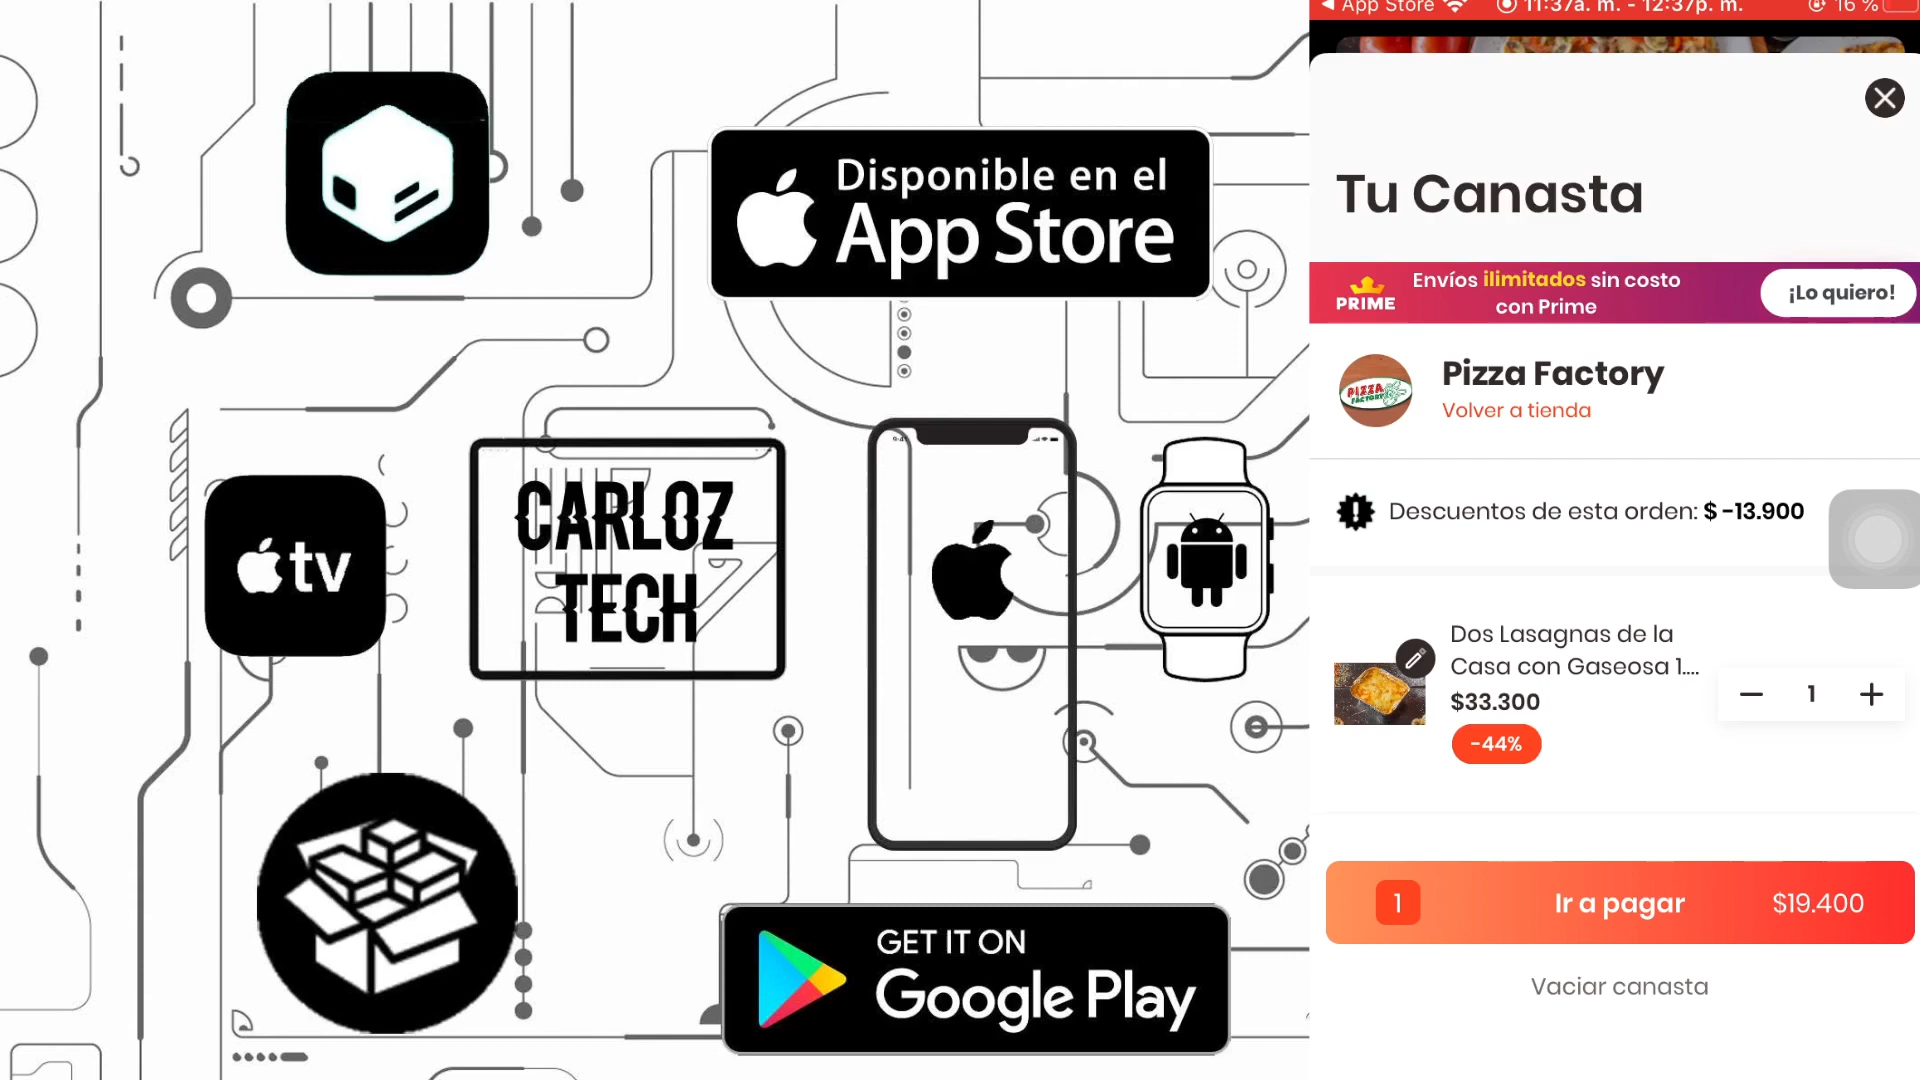 Disponible en el
App Store
tv
CARLOZ
TECH
GET IT ON
Google Play
App Store
11:37a. m. - 12:37p. m.
16 %
Tu Canasta
PRIME
Envíos ilimitados sin costo
con Prime
¡Lo quiero!
PIZZA
FACTORY
Pizza Factory
Volver a tienda
Descuentos de esta orden: $ -13.900
Dos Lasagnas de la
Casa con Gaseosa 1....
$33.300
-44%
1
1
Ir a pagar
$19.400
Vaciar canasta